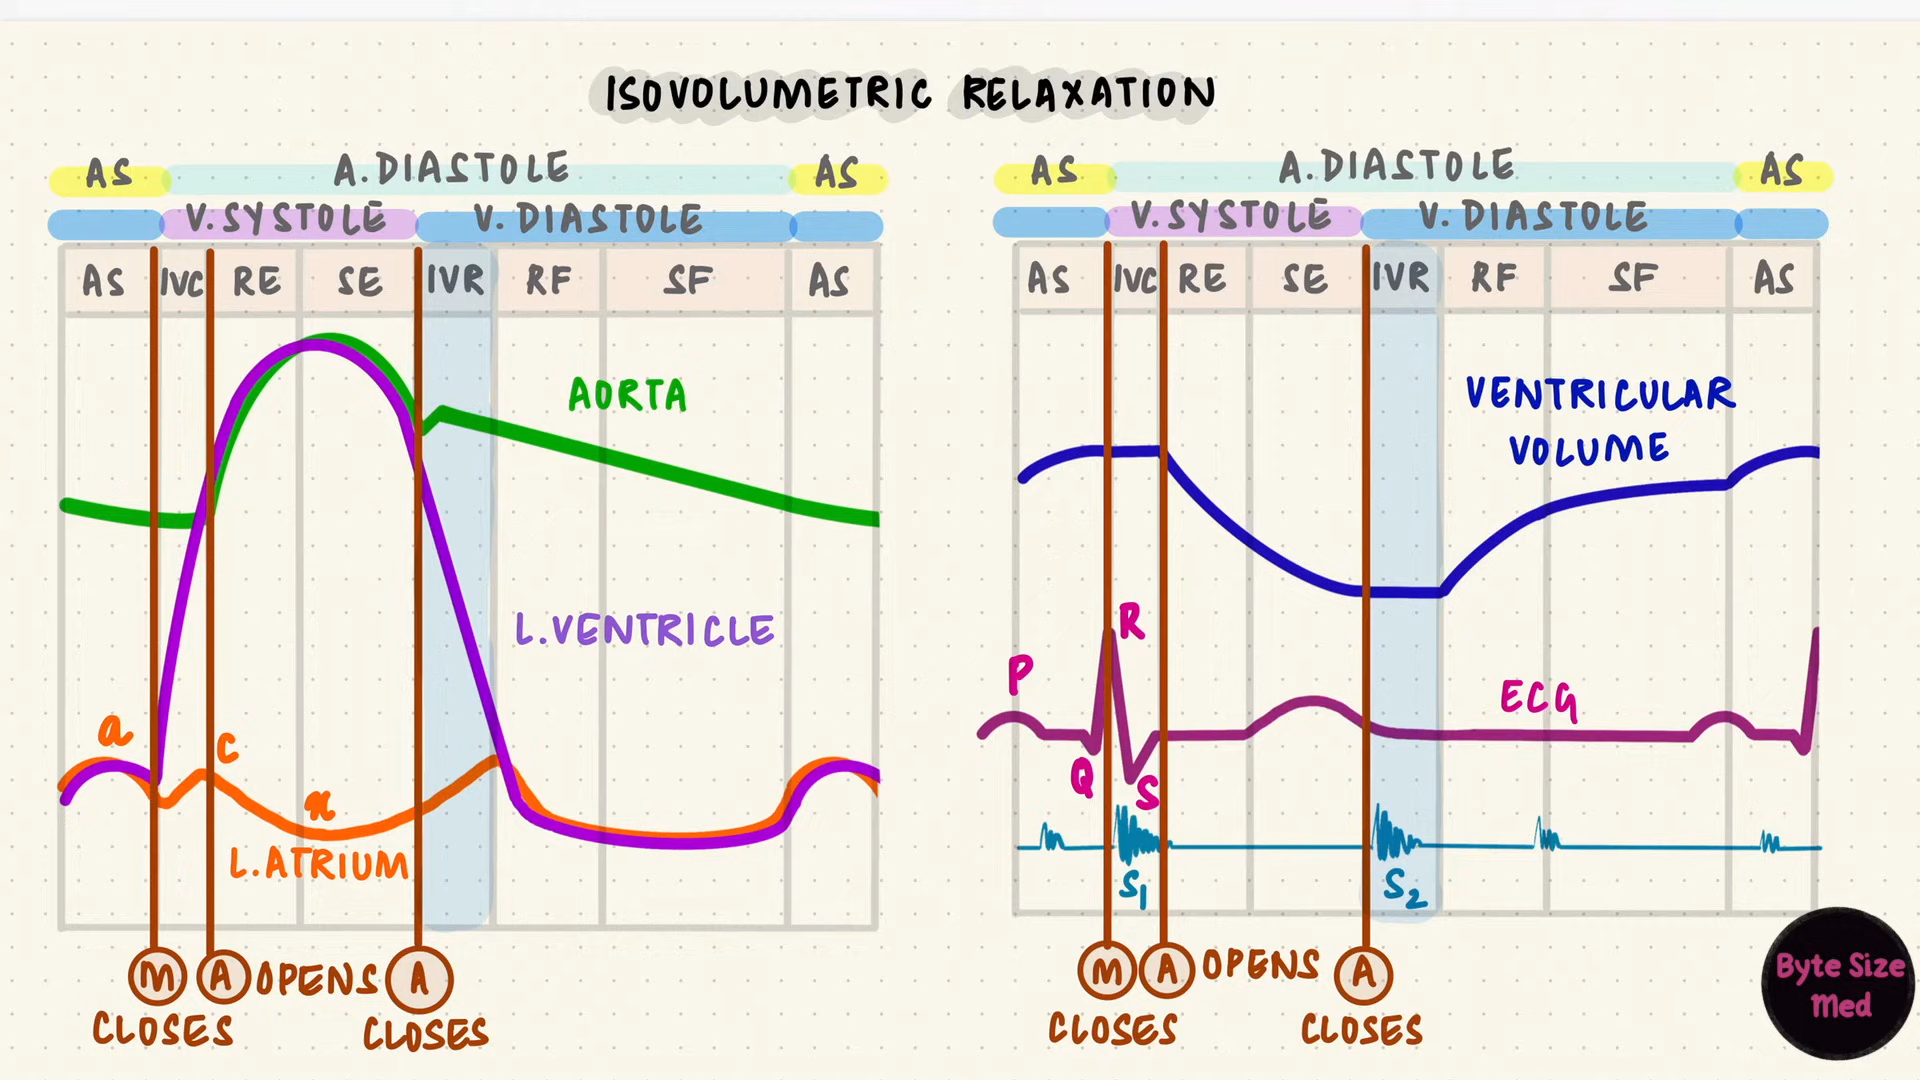 ISOVOLUMETRIC RELAXATION
AS A.DIASTOLE AS
V.SYSTOLE V.DIASTOLE
AS IVC RE SE IVR RF SF AS
AORTA
L.VENTRICLE
a
c
x
L.ATRIUM
M A OPENS A
CLOSES CLOSES
AS A.DIASTOLE AS
V.SYSTOLE V.DIASTOLE
AS IVC RE SE IVR RF SF AS
VENTRICULAR
VOLUME
R
P
ECG
Q
S
S1
S2
M A OPENS A
CLOSES CLOSES
Byte Size
Med